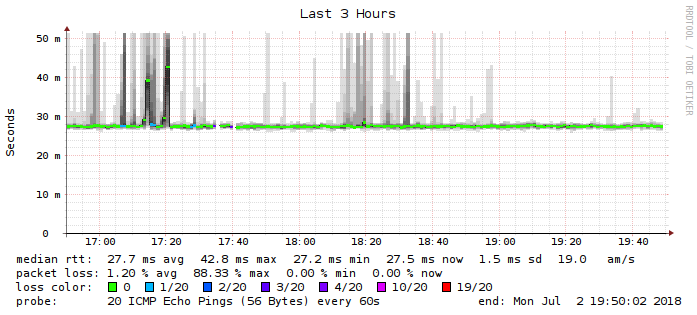 Last 3 Hours
RRDTOOL / TOBI OETIKER
Seconds
50 m
40 m
30 m
20 m
10 m
0
17:00 17:20 17:40 18:00 18:20 18:40 19:00 19:20 19:40
median rtt: 27.7 ms avg 42.8 ms max 27.2 ms min 27.5 ms now 1.5 ms sd 19.0 am/s
packet loss: 1.20 % avg 88.33 % max 0.00 % min 0.00 % now
loss color: 0 1/20 2/20 3/20 4/20 10/20 19/20
probe: 20 ICMP Echo Pings (56 Bytes) every 60s end: Mon Jul 2 19:50:02 2018